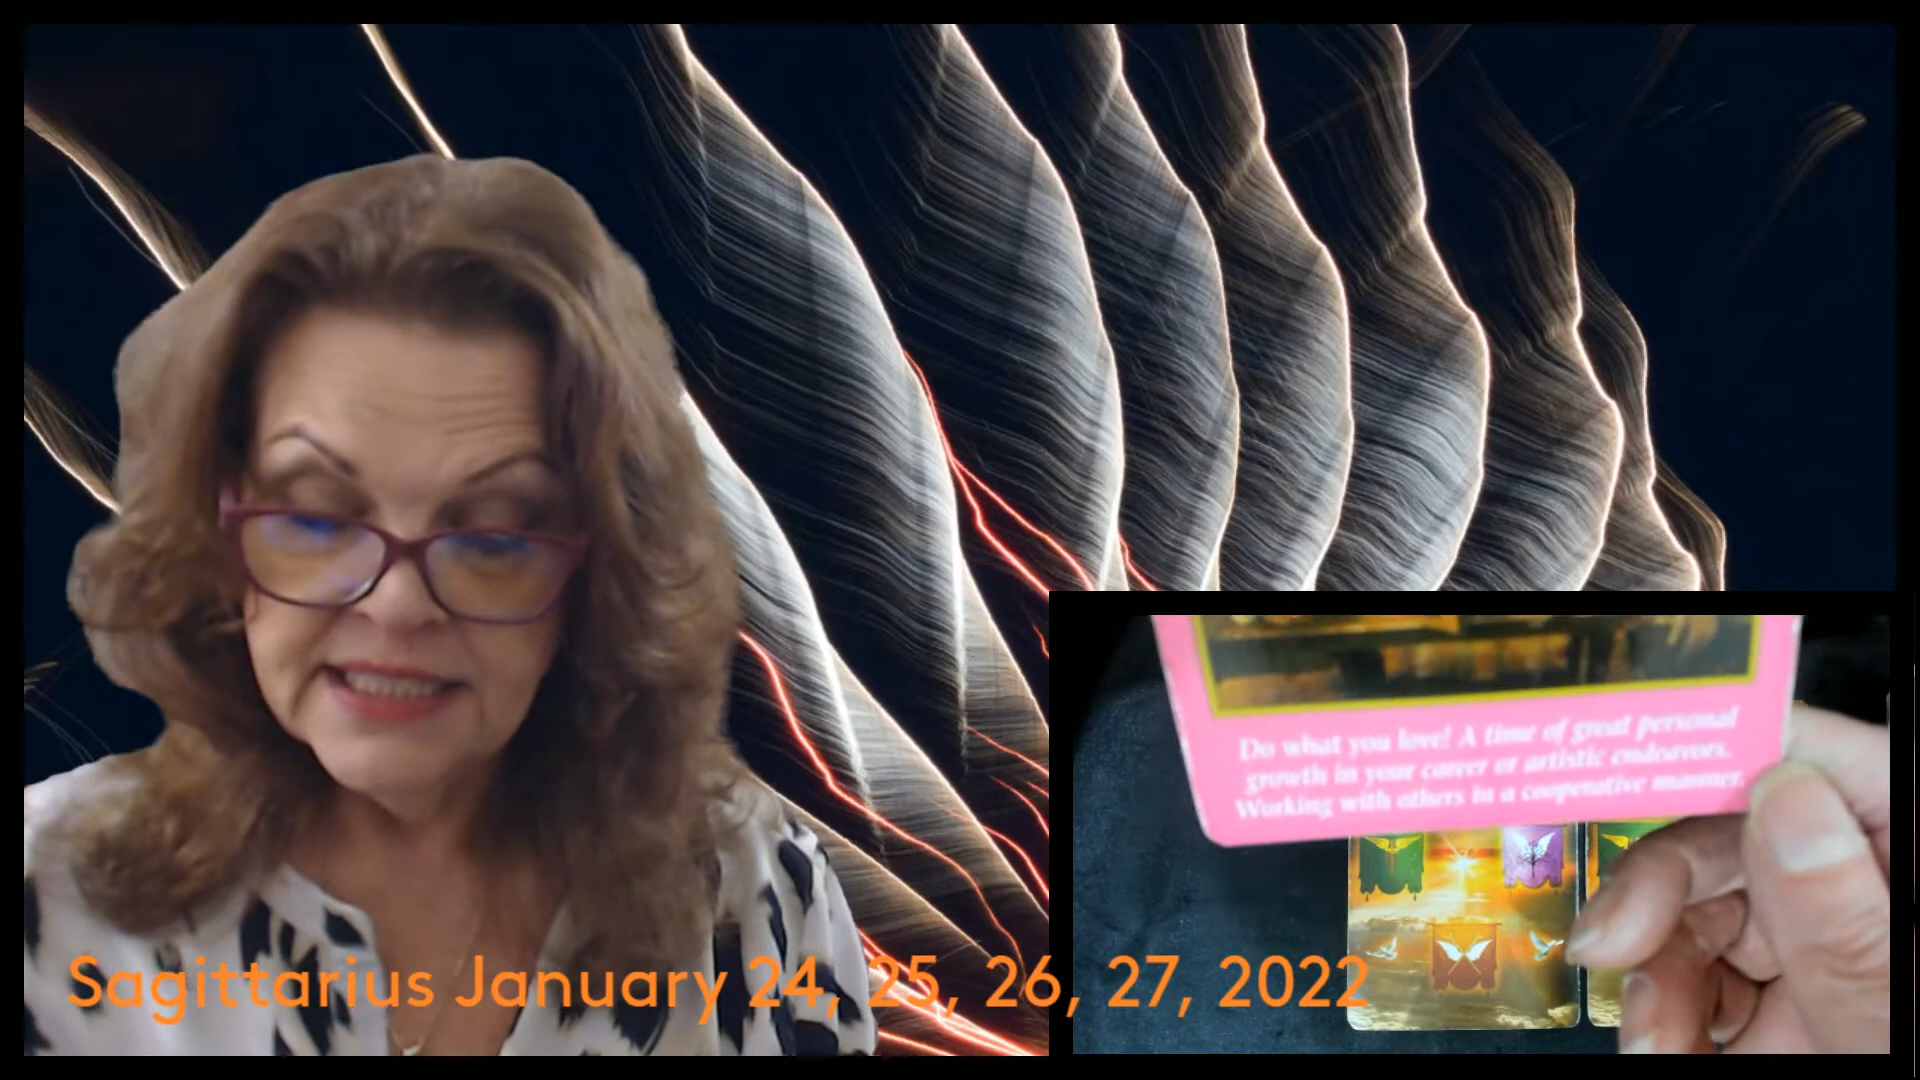 Do what you love! A time of great personal
growth in your career or artistic endeavors.
Working with others in a cooperative manner.
Sagittarius January 24, 25, 26, 27, 2022